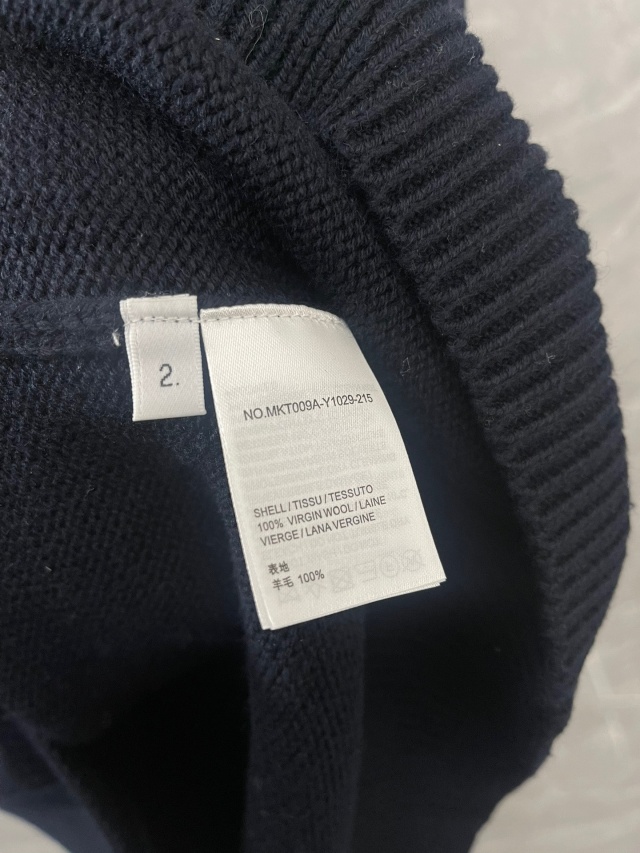 2.
NO.MKT009A-Y1029-215
SHELL / TISSU / TESSUTO
100% VIRGIN WOOL / LAINE
VIERGE / LANA VERGINE
表地
羊毛 100%